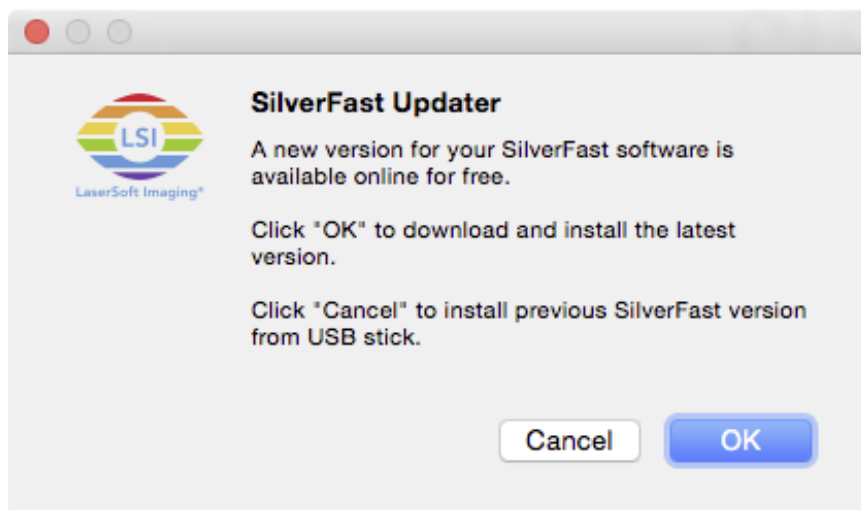 LSI
LaserSoft Imaging®
SilverFast Updater
A new version for your SilverFast software is
available online for free.
Click "OK" to download and install the latest
version.
Click "Cancel" to install previous SilverFast version
from USB stick.
Cancel
OK